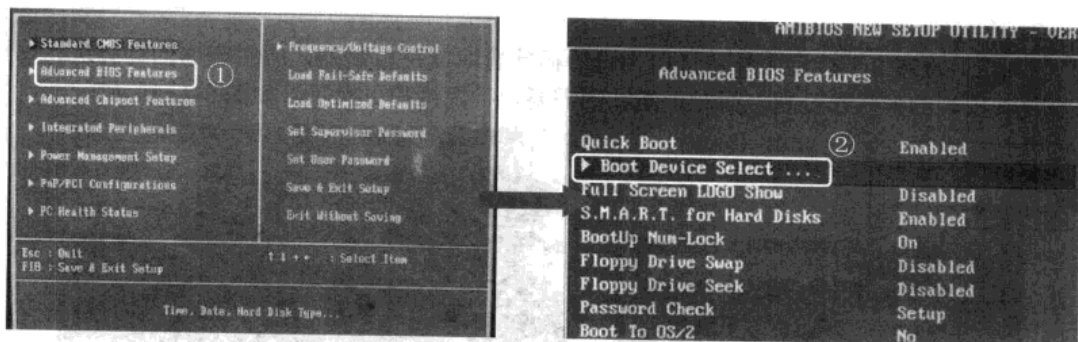 ▶ Standard CMOS Features
▶ Advanced BIOS Features ①
▶ Advanced Chipset Features
▶ Integrated Peripherals
▶ Power Management Setup
▶ PnP/PCI Configurations
▶ PC Health Status
▶ Frequency/Voltage Control
Load Fail-Safe Defaults
Load Optimized Defaults
Set Supervisor Password
Set User Password
Save & Exit Setup
Exit Without Saving
Esc : Quit
F10 : Save & Exit Setup
: Select Item
Time, Date, Hard Disk Type...
AMIBIOS NEW SETUP UTILITY - VER
Advanced BIOS Features
Quick Boot ② Enabled
▶ Boot Device Select ...
Full Screen LOGO Show Disabled
S.M.A.R.T. for Hard Disks Enabled
BootUp Num-Lock On
Floppy Drive Swap Disabled
Floppy Drive Seek Disabled
Password Check Setup
Boot To OS/2 No